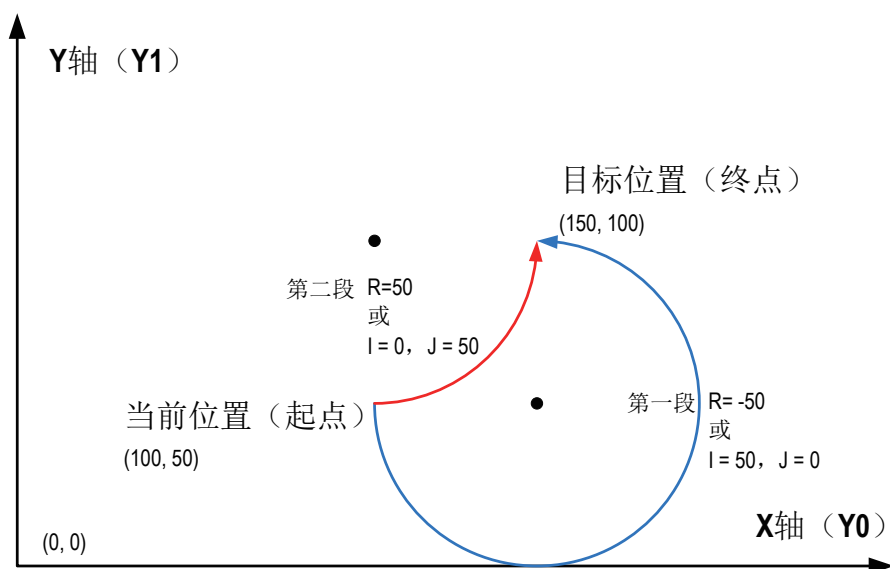 Y轴（Y1）
目标位置（终点）
(150, 100)
第二段 R=50
或
I = 0，J = 50
当前位置（起点）
(100, 50)
第一段 R= -50
或
I = 50，J = 0
X轴（Y0）
(0, 0)